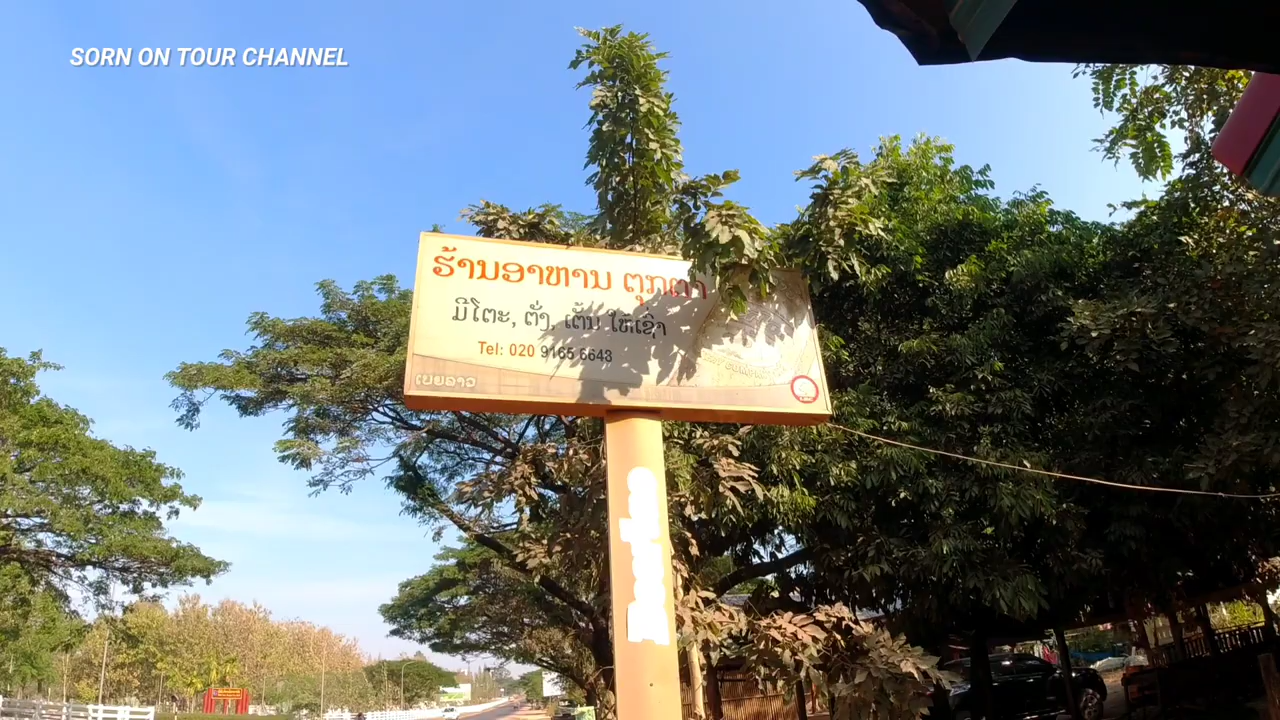 SORN ON TOUR CHANNEL
ຮ້ານອາຫານ ຕຸກຕາ
ມີໂຕະ, ຕັ່ງ, ເຕັ້ນ ໃຫ້ເຊົ່າ
Tel: 020 9165 6643
ເບຍລາວ